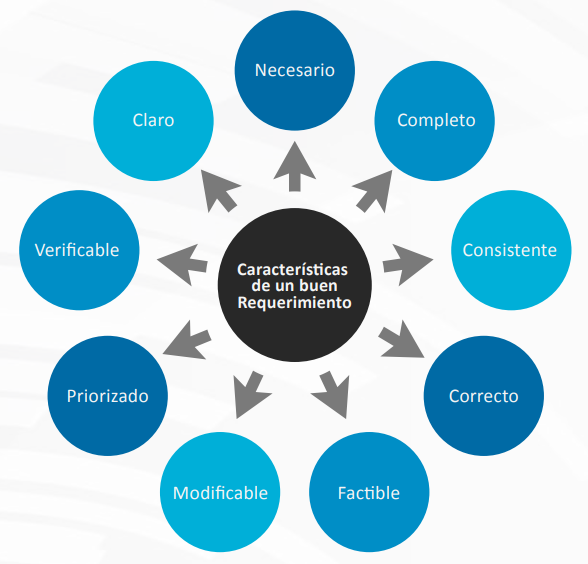 Necesario
Completo
Consistente
Correcto
Factible
Modificable
Priorizado
Verificable
Claro
Características
de un buen
Requerimiento